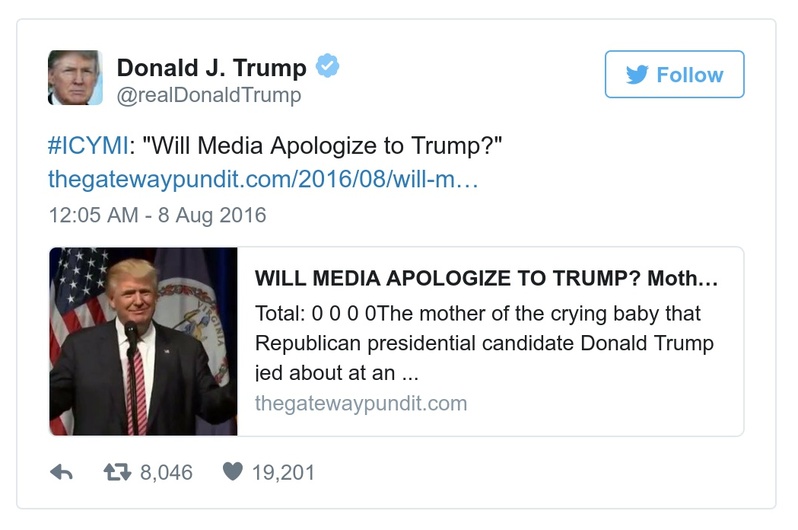 Donald J. Trump
@realDonaldTrump
Follow
#ICYMI: "Will Media Apologize to Trump?"
thegatewaypundit.com/2016/08/will-m…
12:05 AM - 8 Aug 2016
WILL MEDIA APOLOGIZE TO TRUMP? Moth…
Total: 0 0 0 0The mother of the crying baby that
Republican presidential candidate Donald Trump
jed about at an ...
thegatewaypundit.com
8,046 19,201